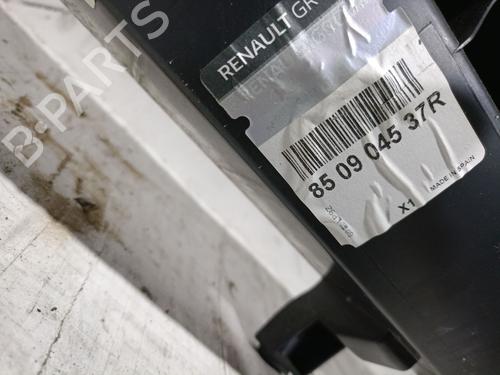 RENAULT GR
85 09 045 37R
X1
MADE IN SPAIN
B-PARTS